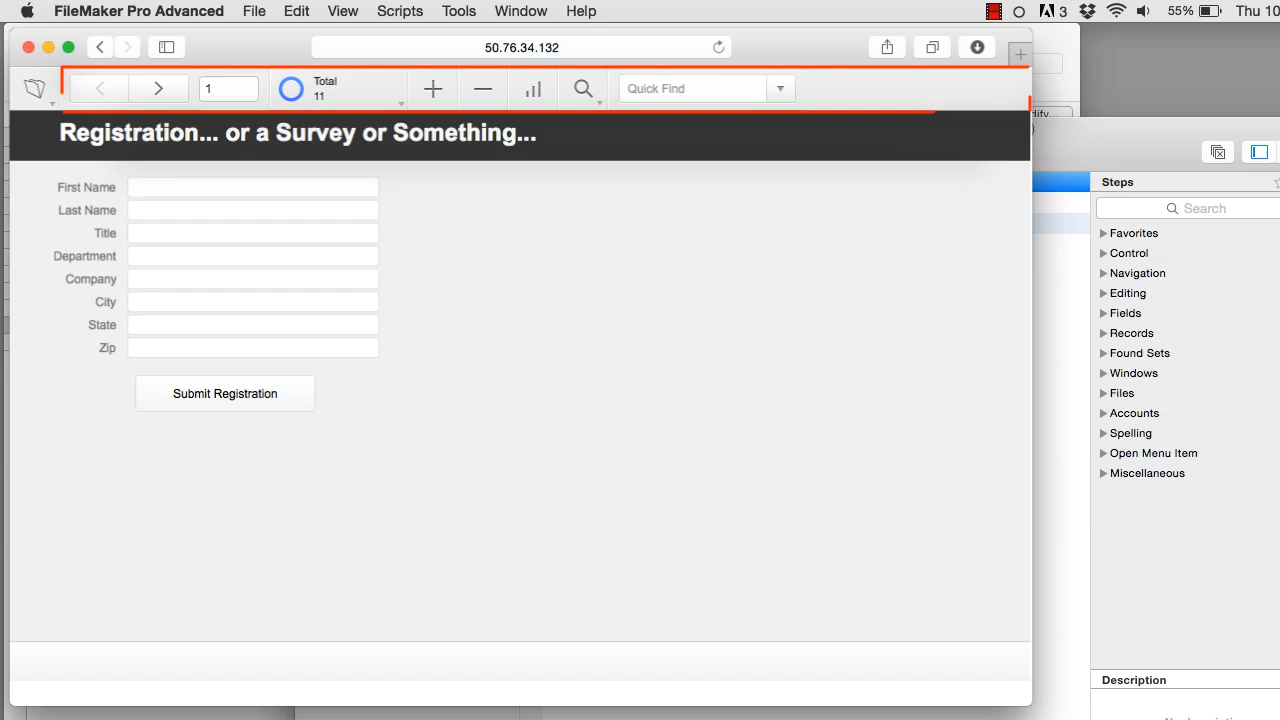 FileMaker Pro Advanced File Edit View Scripts Tools Window Help 3 55% Thu 10
50.76.34.132
1 Total Quick Find
11
Registration... or a Survey or Something...
First Name
Last Name
Title
Department
Company
City
State
Zip
Submit Registration
Steps
Search
Favorites
Control
Navigation
Editing
Fields
Records
Found Sets
Windows
Files
Accounts
Spelling
Open Menu Item
Miscellaneous
Description